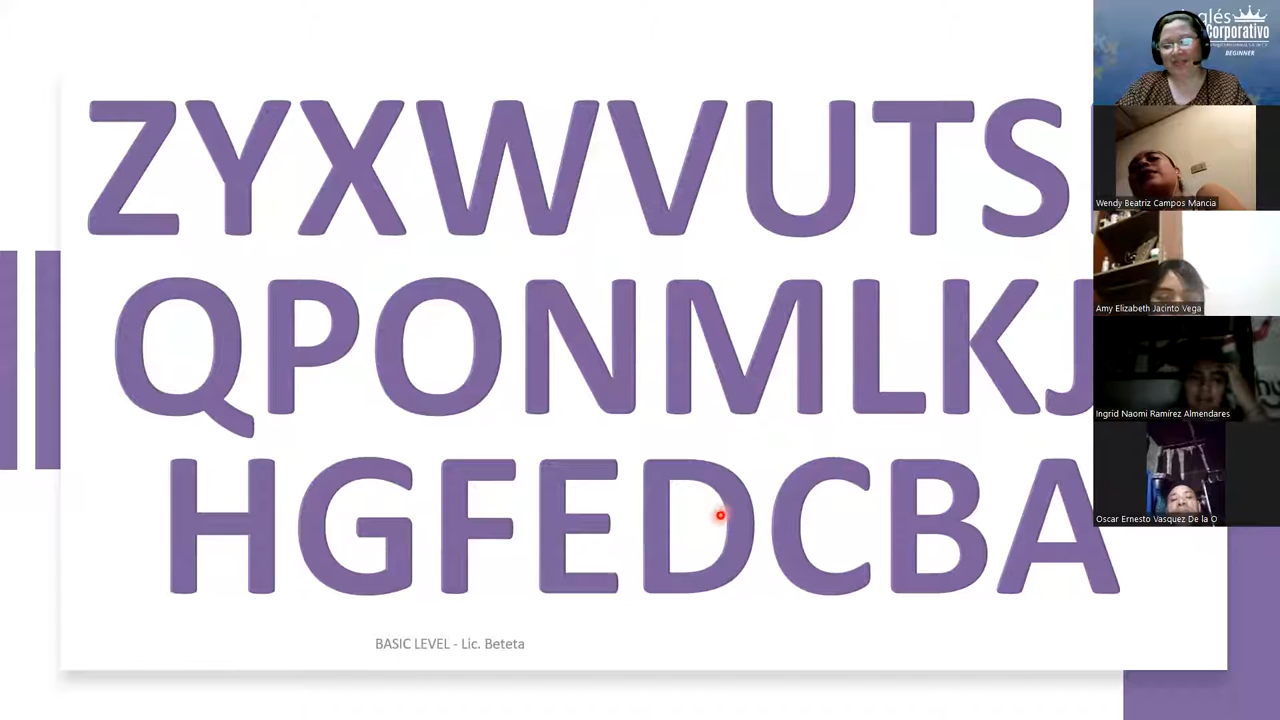 ZYXWVUTS
QPONMLKJ
HGFEDCBA
BASIC LEVEL - Lic. Beteta
Corporativo
BEGINNER
Wendy Beatriz Campos Mancia
Amy Elizabeth Jacinto Vega
Ingrid Naomi Ramírez Almendares
Oscar Ernesto Vasquez De la O